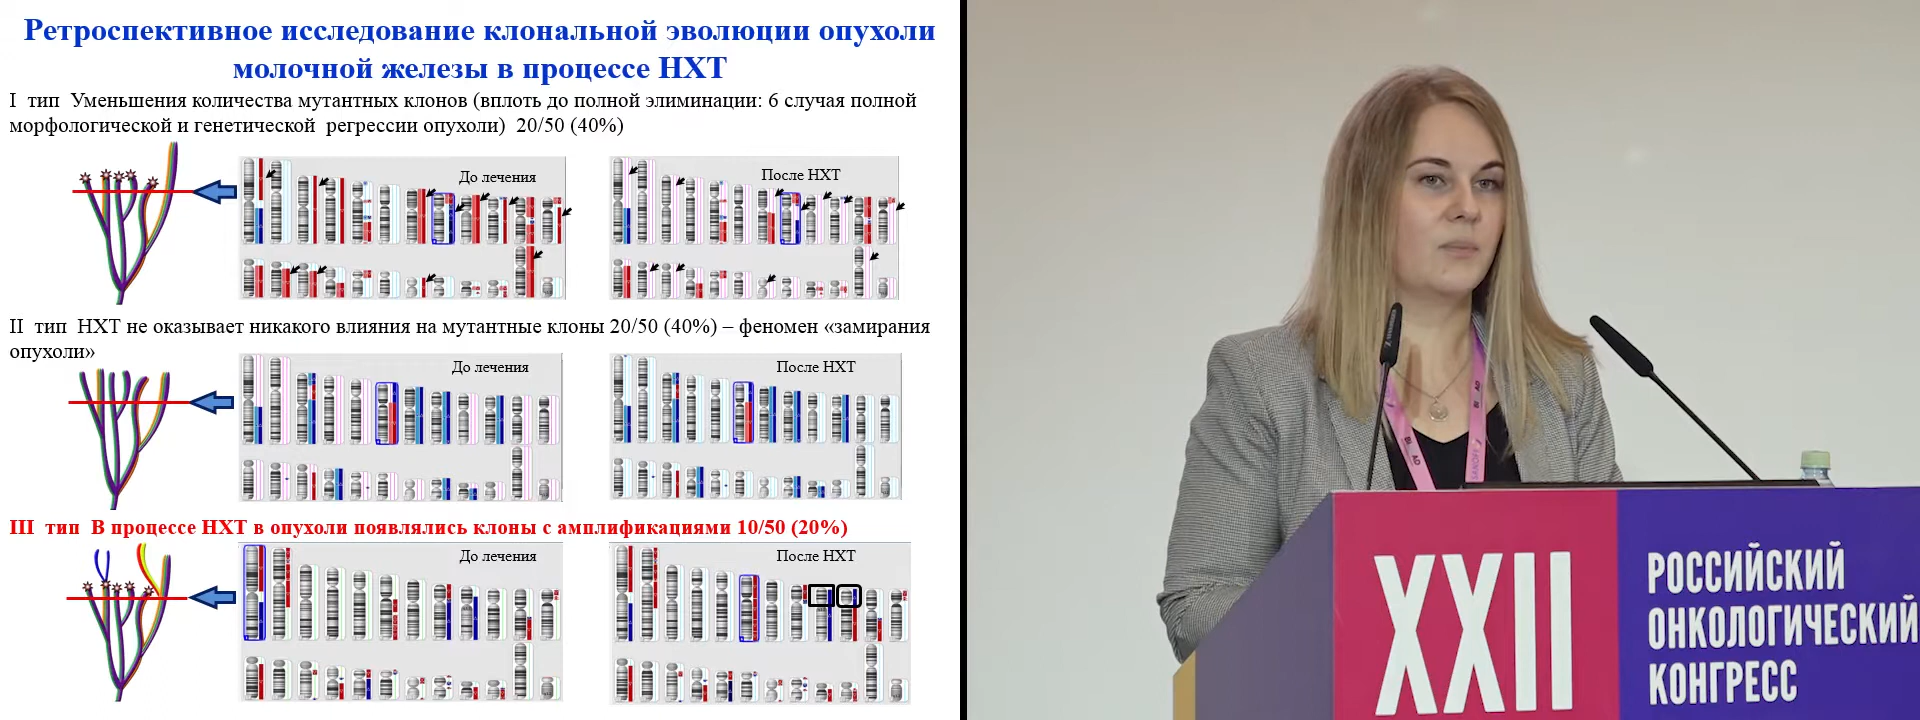 Ретроспективное исследование клональной эволюции опухоли
молочной железы в процессе НХТ
I тип Уменьшения количества мутантных клонов (вплоть до полной элиминации: 6 случая полной
морфологической и генетической регрессии опухоли) 20/50 (40%)
До лечения
После НХТ
II тип НХТ не оказывает никакого влияния на мутантные клоны 20/50 (40%) – феномен «замирания
опухоли»
До лечения
После НХТ
III тип В процессе НХТ в опухоли появлялись клоны с амплификациями 10/50 (20%)
До лечения
После НХТ
XXII
РОССИЙСКИЙ
ОНКОЛОГИЧЕСКИЙ
КОНГРЕСС